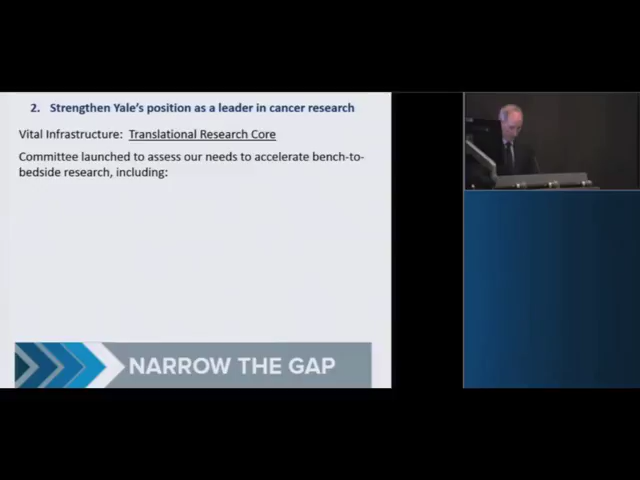 2. Strengthen Yale's position as a leader in cancer research
Vital Infrastructure: Translational Research Core
Committee launched to assess our needs to accelerate bench-to-
bedside research, including:
NARROW THE GAP